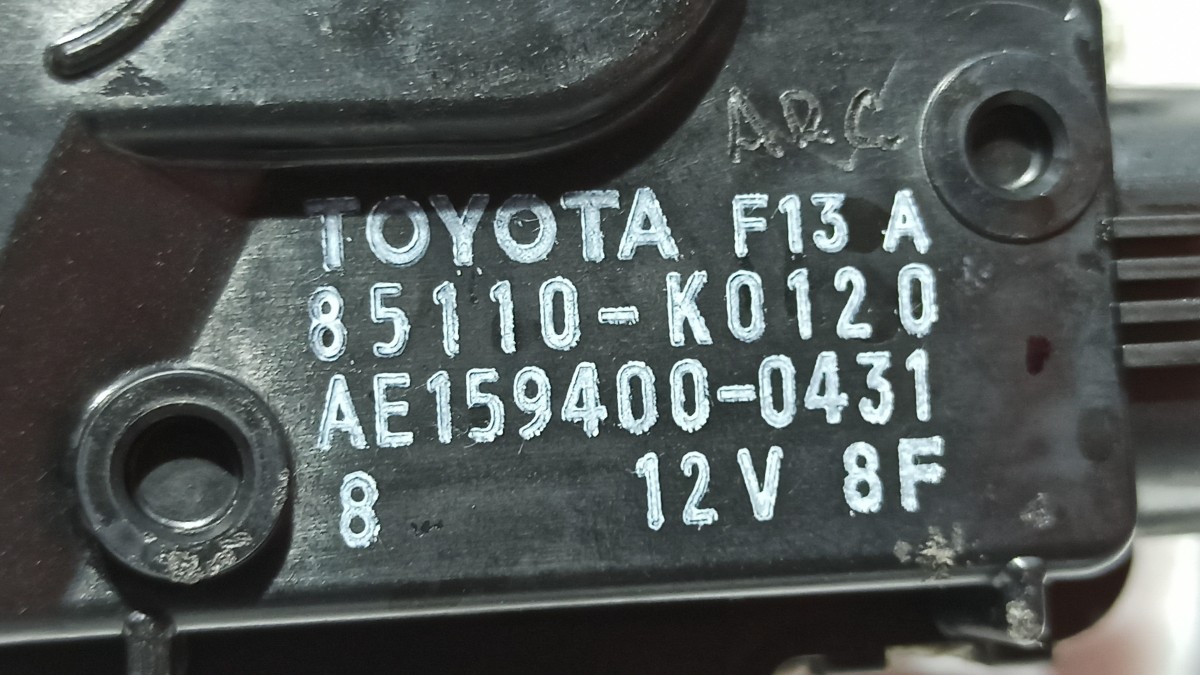 ARC
TOYOTA F13 A
85110-K0120
AE159400-0431
8 12V 8F